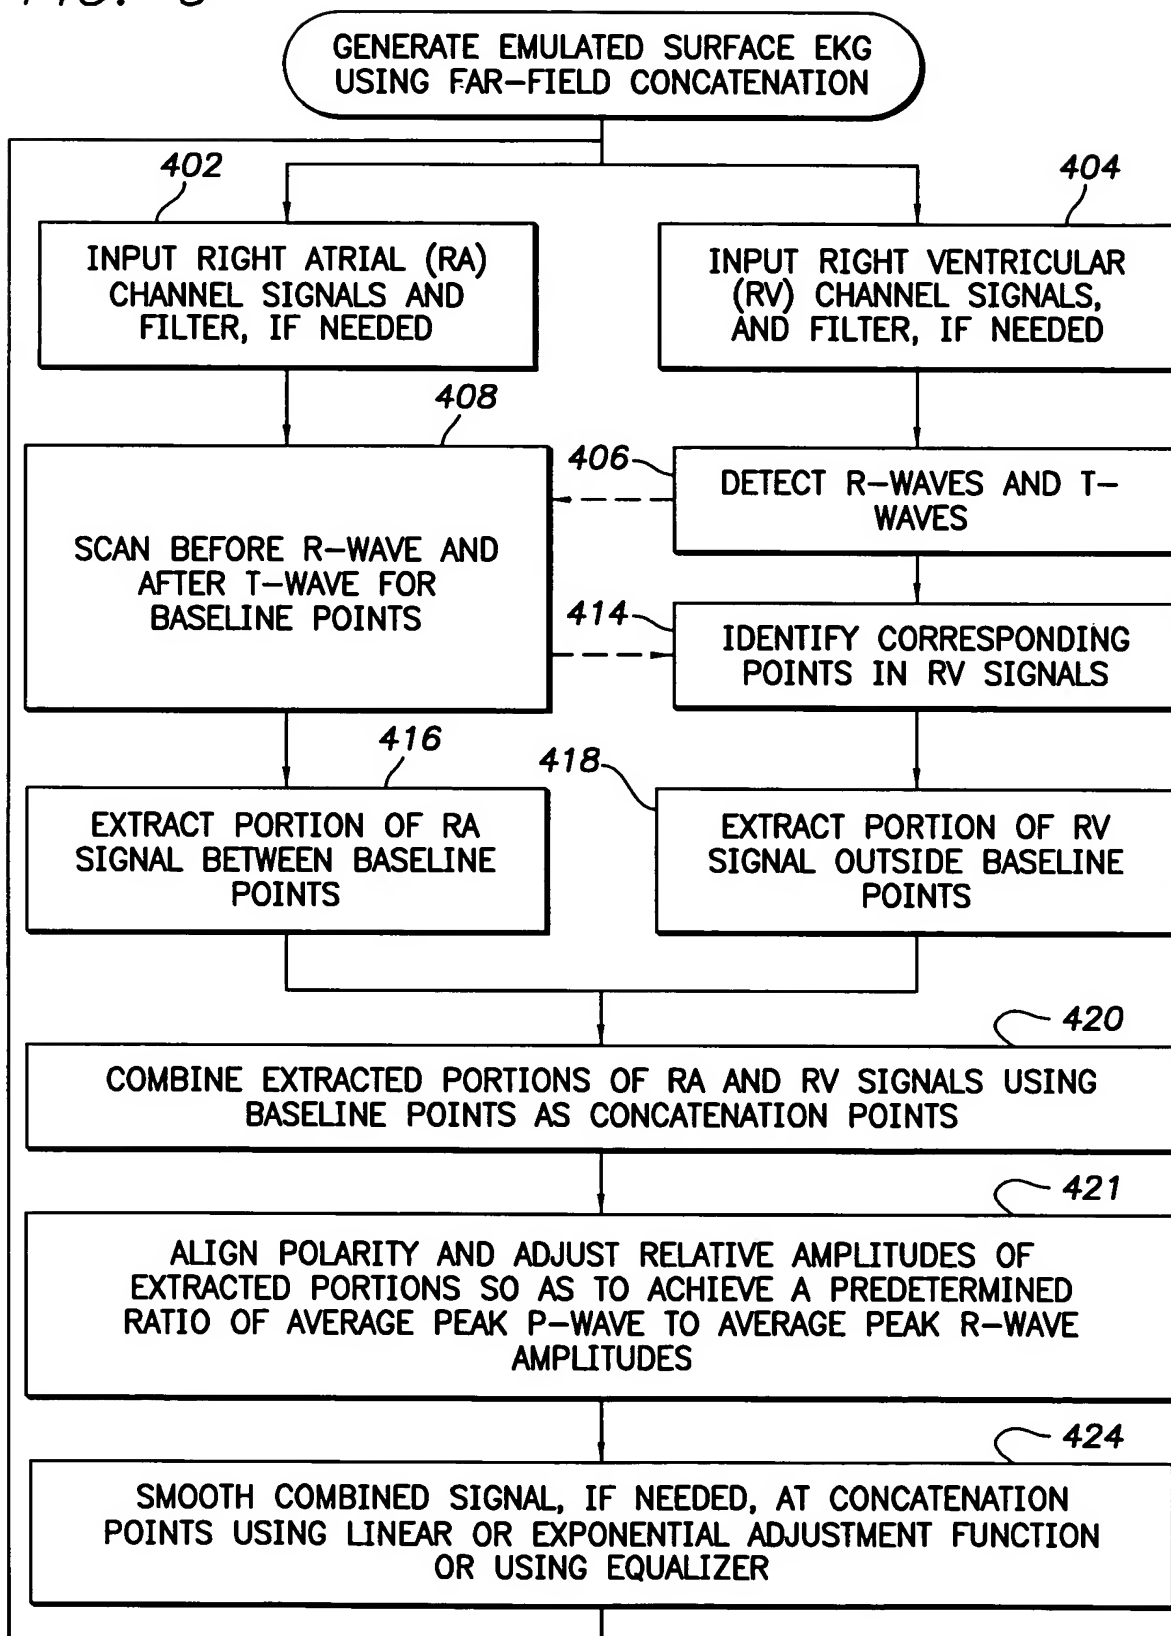 GENERATE EMULATED SURFACE EKG
USING FAR-FIELD CONCATENATION
402
404
INPUT RIGHT ATRIAL (RA)
CHANNEL SIGNALS AND
FILTER, IF NEEDED
INPUT RIGHT VENTRICULAR
(RV) CHANNEL SIGNALS,
AND FILTER, IF NEEDED
408
406
SCAN BEFORE R-WAVE AND
AFTER T-WAVE FOR
BASELINE POINTS
DETECT R-WAVES AND T-
WAVES
414
IDENTIFY CORRESPONDING
POINTS IN RV SIGNALS
416
418
EXTRACT PORTION OF RA
SIGNAL BETWEEN BASELINE
POINTS
EXTRACT PORTION OF RV
SIGNAL OUTSIDE BASELINE
POINTS
420
COMBINE EXTRACTED PORTIONS OF RA AND RV SIGNALS USING
BASELINE POINTS AS CONCATENATION POINTS
421
ALIGN POLARITY AND ADJUST RELATIVE AMPLITUDES OF
EXTRACTED PORTIONS SO AS TO ACHIEVE A PREDETERMINED
RATIO OF AVERAGE PEAK P-WAVE TO AVERAGE PEAK R-WAVE
AMPLITUDES
424
SMOOTH COMBINED SIGNAL, IF NEEDED, AT CONCATENATION
POINTS USING LINEAR OR EXPONENTIAL ADJUSTMENT FUNCTION
OR USING EQUALIZER